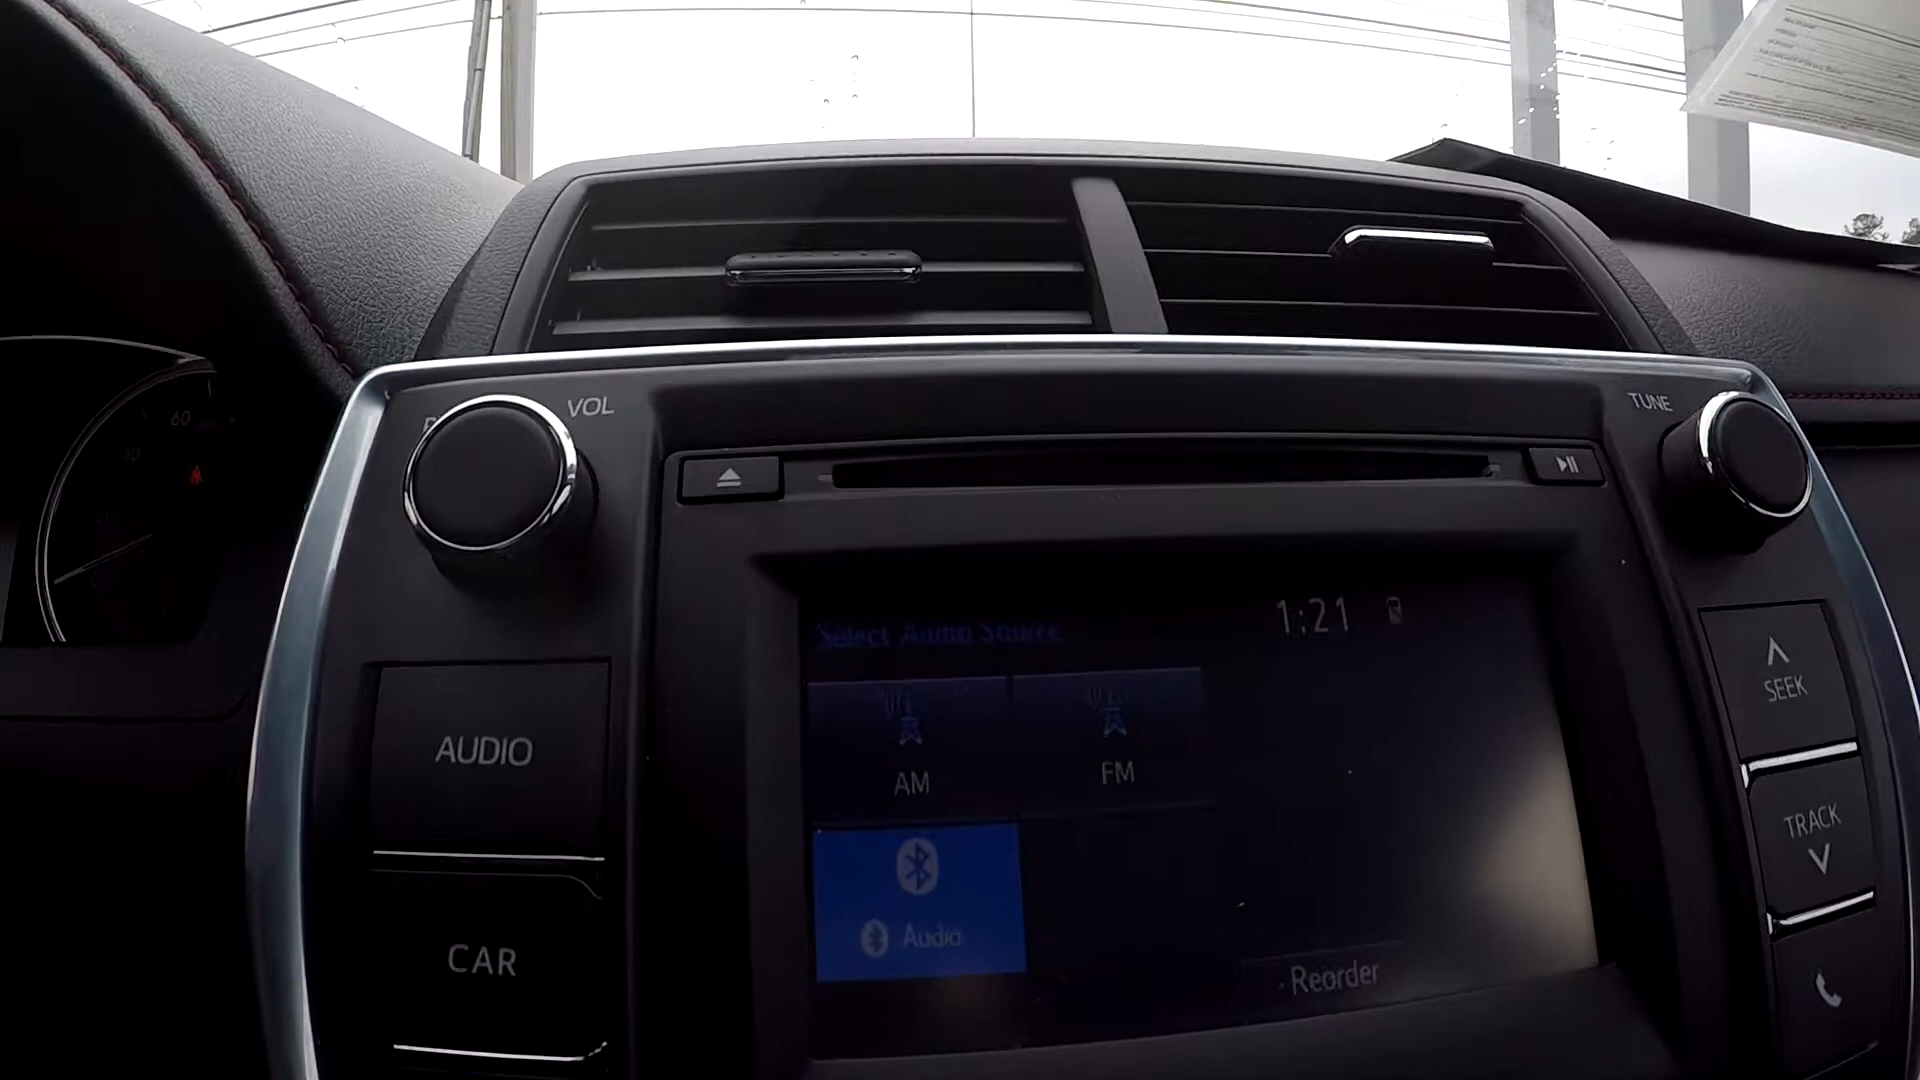 VOL
TUNE
60
Select Audio Source
1:21
AM
FM
Audio
Reorder
AUDIO
CAR
SEEK
TRACK